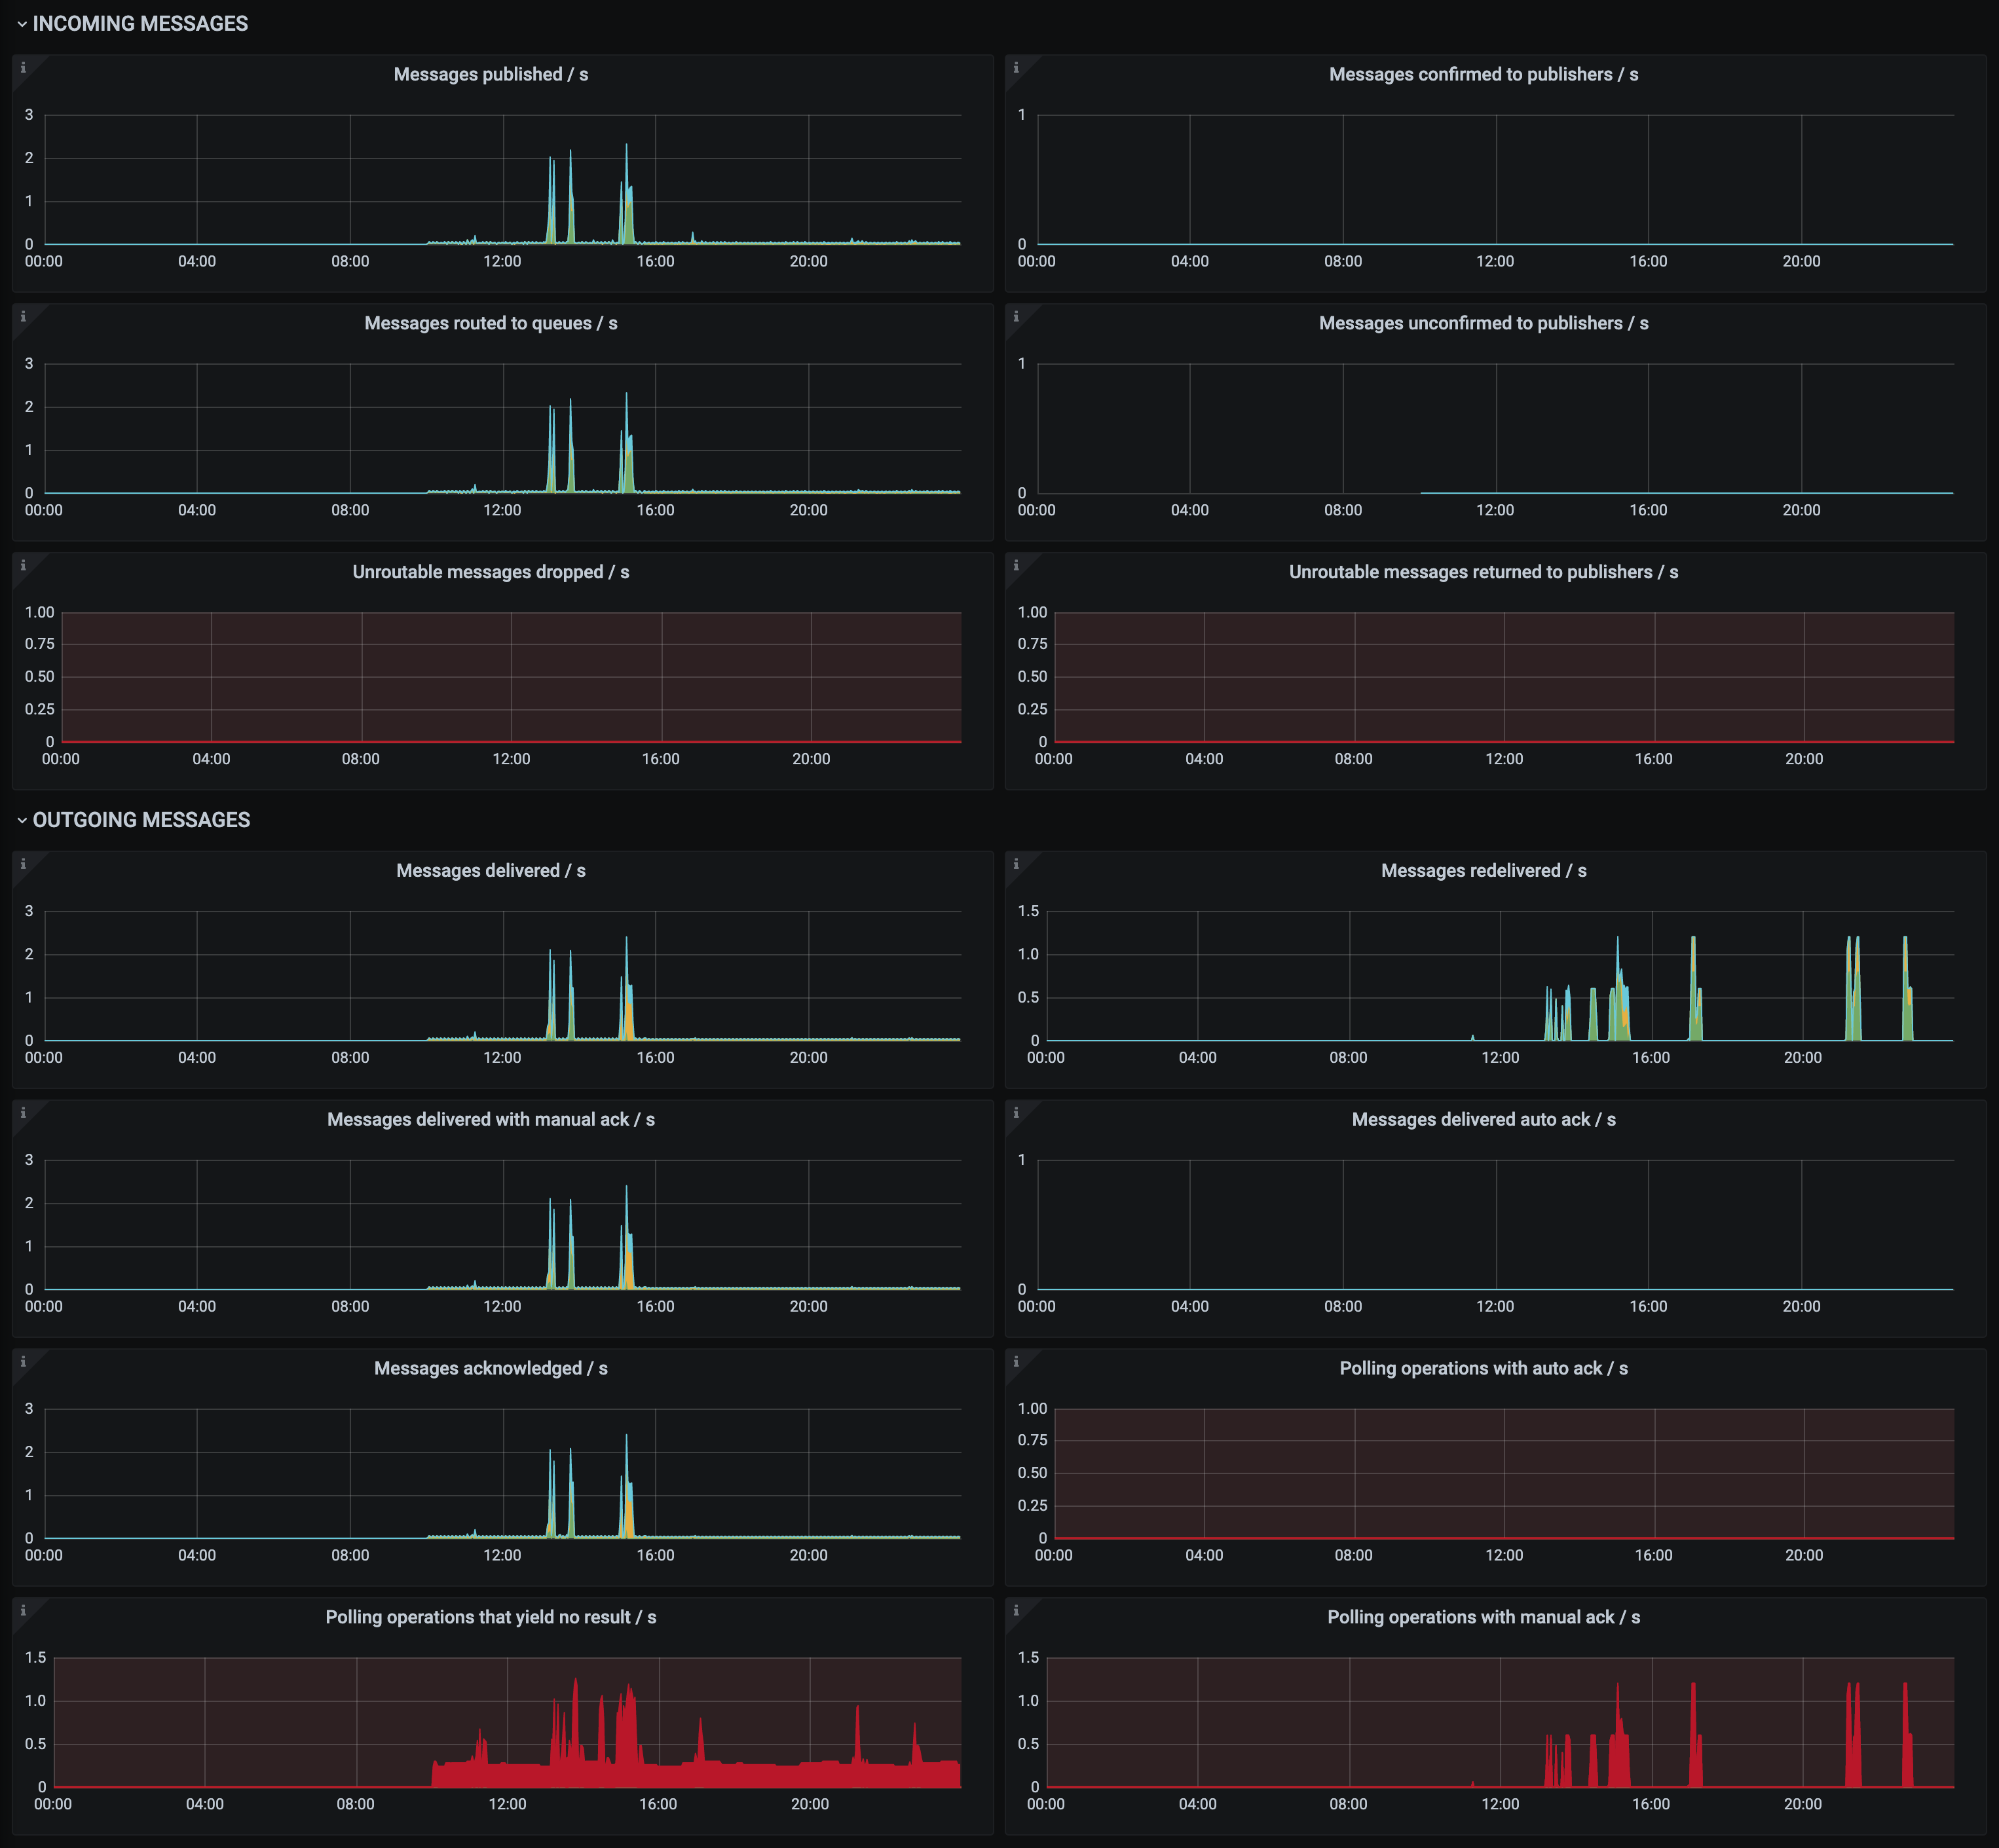 INCOMING MESSAGES
Messages published / s
3
2
1
0
00:00 04:00 08:00 12:00 16:00 20:00
Messages confirmed to publishers / s
1
0
00:00 04:00 08:00 12:00 16:00 20:00
Messages routed to queues / s
3
2
1
0
00:00 04:00 08:00 12:00 16:00 20:00
Messages unconfirmed to publishers / s
1
0
00:00 04:00 08:00 12:00 16:00 20:00
Unroutable messages dropped / s
1.00
0.75
0.50
0.25
0
00:00 04:00 08:00 12:00 16:00 20:00
Unroutable messages returned to publishers / s
1.00
0.75
0.50
0.25
0
00:00 04:00 08:00 12:00 16:00 20:00
OUTGOING MESSAGES
Messages delivered / s
3
2
1
0
00:00 04:00 08:00 12:00 16:00 20:00
Messages redelivered / s
1.5
1.0
0.5
0
00:00 04:00 08:00 12:00 16:00 20:00
Messages delivered with manual ack / s
3
2
1
0
00:00 04:00 08:00 12:00 16:00 20:00
Messages delivered auto ack / s
1
0
00:00 04:00 08:00 12:00 16:00 20:00
Messages acknowledged / s
3
2
1
0
00:00 04:00 08:00 12:00 16:00 20:00
Polling operations with auto ack / s
1.00
0.75
0.50
0.25
0
00:00 04:00 08:00 12:00 16:00 20:00
Polling operations that yield no result / s
1.5
1.0
0.5
0
00:00 04:00 08:00 12:00 16:00 20:00
Polling operations with manual ack / s
1.5
1.0
0.5
0
00:00 04:00 08:00 12:00 16:00 20:00